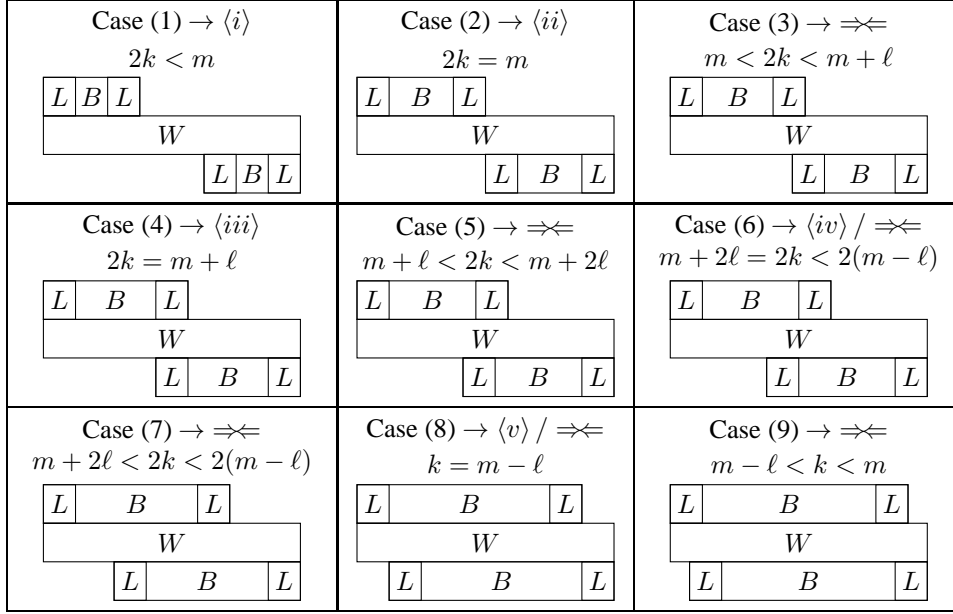 Case (1) → ⟨i⟩
2k < m
L B L
W
L B L
Case (2) → ⟨ii⟩
2k = m
L B L
W
L B L
Case (3) → ⇒⇐
m < 2k < m + ℓ
L B L
W
L B L
Case (4) → ⟨iii⟩
2k = m + ℓ
L B L
W
L B L
Case (5) → ⇒⇐
m + ℓ < 2k < m + 2ℓ
L B L
W
L B L
Case (6) → ⟨iv⟩ / ⇒⇐
m + 2ℓ = 2k < 2(m − ℓ)
L B L
W
L B L
Case (7) → ⇒⇐
m + 2ℓ < 2k < 2(m − ℓ)
L B L
W
L B L
Case (8) → ⟨v⟩ / ⇒⇐
k = m − ℓ
L B L
W
L B L
Case (9) → ⇒⇐
m − ℓ < k < m
L B L
W
L B L